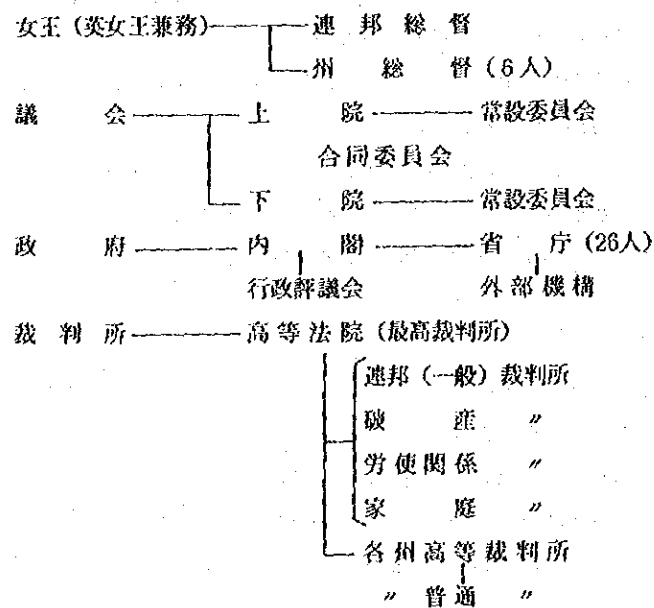 女王(英女王兼務) 連邦総督
州総督(6人)
議会 上院 常設委員会
合同委員会
下院 常設委員会
政府 内閣 省庁(26人)
行政評議会 外部機構
裁判所 高等法院(最高裁判所)
連邦(一般)裁判所
破産 〃
労使関係 〃
家庭 〃
各州高等裁判所
〃 普通 〃